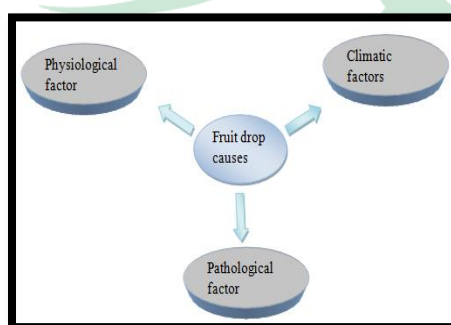 Physiological
factor
Climatic
factors
Fruit drop
causes
Pathological
factor